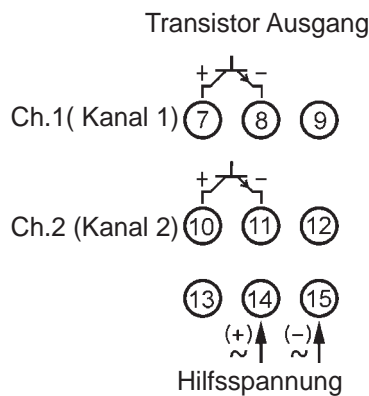 Transistor Ausgang
+ −
Ch.1( Kanal 1) 7 8 9
+ −
Ch.2 (Kanal 2) 10 11 12
13 14 15
(+) (−)
~ ~
Hilfsspannung